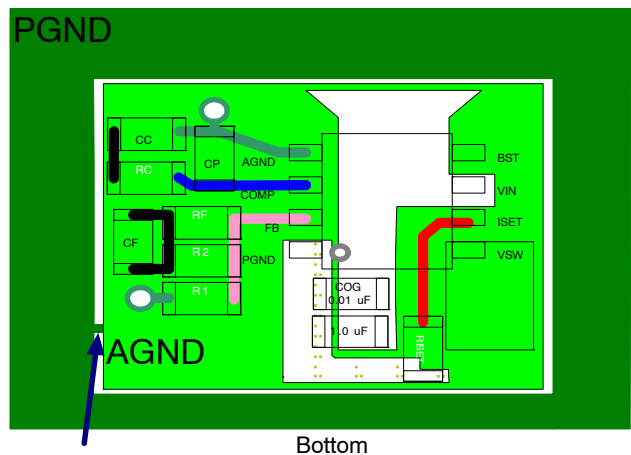 PGND
CC
CP
AGND
BST
RC
VIN
COMP
RF
FB
ISET
CF
R2
PGND
VSW
R1
COG
0.01 uF
1.0 uF
RSET
AGND
Bottom